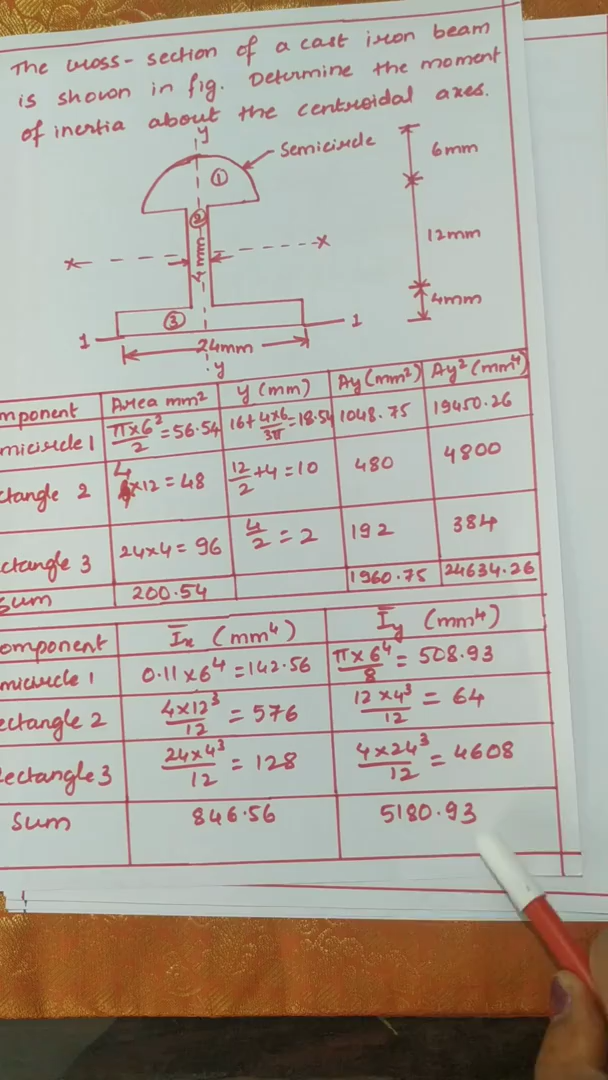 The cross-section of a cast iron beam
is shown in fig. Determine the moment
of inertia about the centroidal axes.
y
Semicircle
6mm
①
②
x
x
4mm
12mm
4mm
③
1
1
24mm
y
mponent Area mm² y (mm) Ay (mm²) Ay² (mm⁴)
micircle 1 π×6²/2 = 56.54 16+4×6/3π=18.54 1048.75 19450.26
ctangle 2 4×12 = 48 12/2+4=10 480 4800
ctangle 3 24×4 = 96 4/2 = 2 192 384
Sum 200.54 1960.75 24634.26
omponent I̅x (mm⁴) I̅y (mm⁴)
micircle 1 0.11×6⁴=142.56 π×6⁴/8 = 508.93
ectangle 2 4×12³/12 = 576 12×4³/12 = 64
Rectangle 3 24×4³/12 = 128 4×24³/12 = 4608
Sum 846.56 5180.93